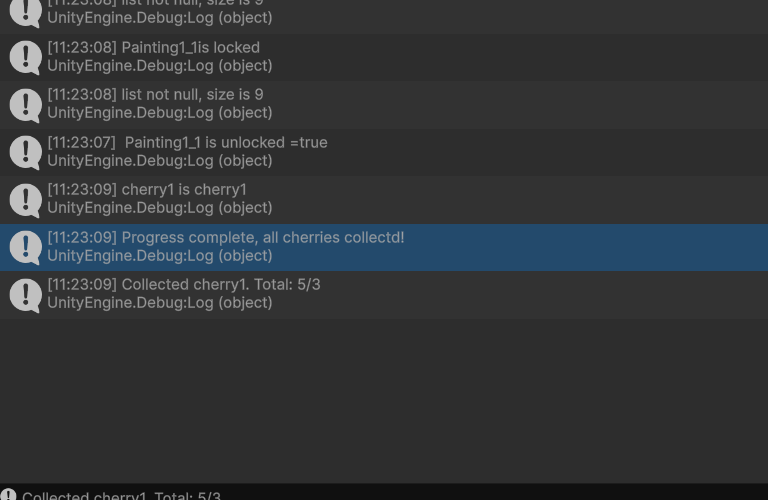 [11:23:08] list not null, size is 9
UnityEngine.Debug:Log (object)
[11:23:08] Painting1_1is locked
UnityEngine.Debug:Log (object)
[11:23:08] list not null, size is 9
UnityEngine.Debug:Log (object)
[11:23:07]  Painting1_1 is unlocked =true
UnityEngine.Debug:Log (object)
[11:23:09] cherry1 is cherry1
UnityEngine.Debug:Log (object)
[11:23:09] Progress complete, all cherries collectd!
UnityEngine.Debug:Log (object)
[11:23:09] Collected cherry1. Total: 5/3
UnityEngine.Debug:Log (object)
Collected cherry1. Total: 5/3